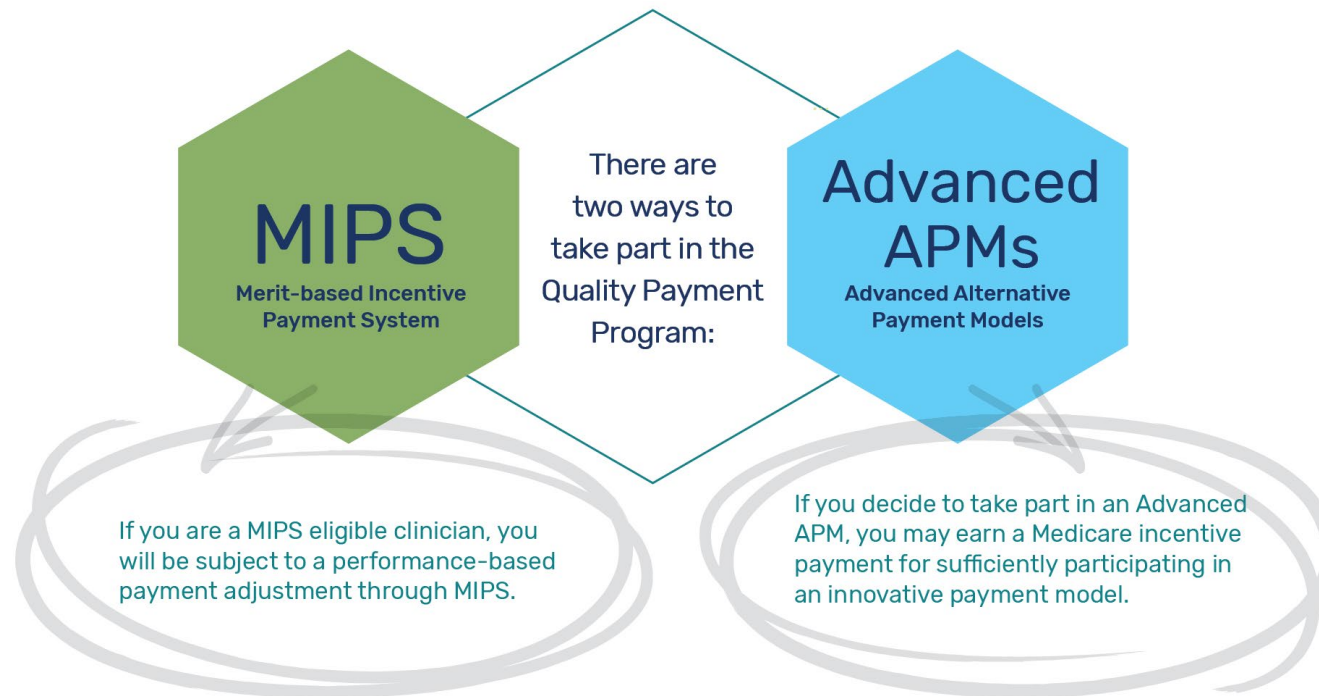 There are
two ways to
take part in the
Quality Payment
Program:
MIPS
Merit-based Incentive
Payment System
Advanced
APMs
Advanced Alternative
Payment Models
If you are a MIPS eligible clinician, you
will be subject to a performance-based
payment adjustment through MIPS.
If you decide to take part in an Advanced
APM, you may earn a Medicare incentive
payment for sufficiently participating in
an innovative payment model.